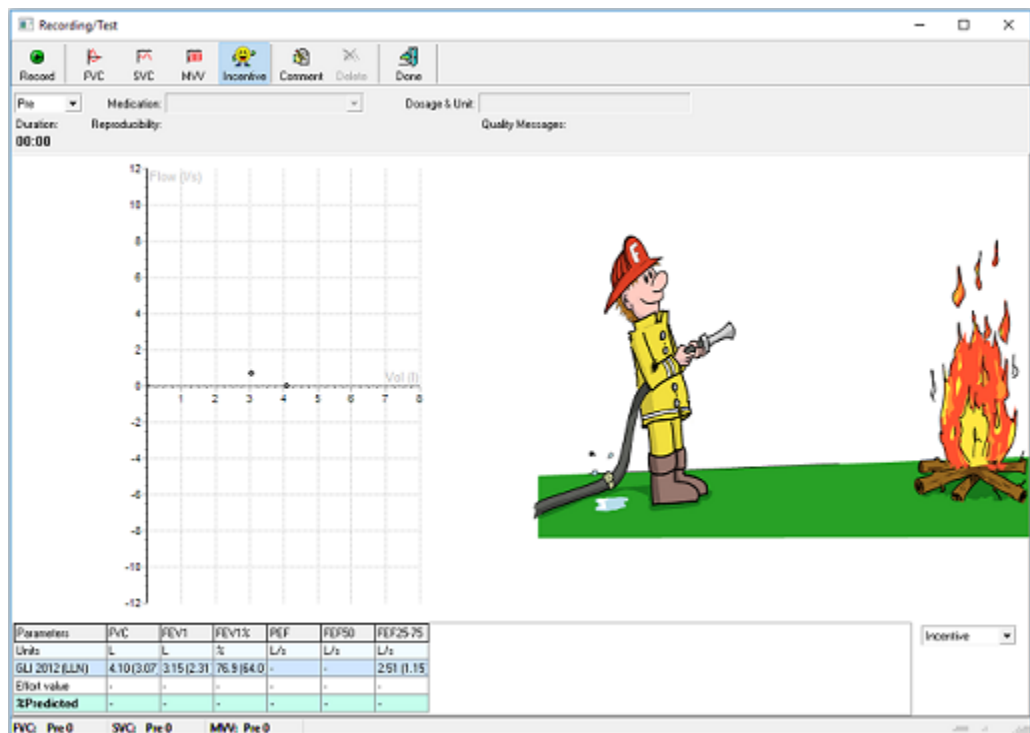 Recording/Test
Record FVC SVC MVV Incentive Comment Delete Done
Pre Medication: Dosage & Unit
Duration: Reproducibility: Quality Messages:
00:00
12 Flow (l/s)
10
8
6
4
2
Vol (l)
0
1 2 3 4 5 6 7 8
-2
-4
-6
-8
-10
-12
F
Parameters FVC FEV1 FEV1% PEF FEF50 FEF25-75
Units L L % L/s L/s L/s
GLI 2012 (LLN) 4.10 (3.07 3.15 (2.31 76.9 (64.0 - - 2.51 (1.15
Effort value - - - - - -
%Predicted - - - - - -
Incentive
FVC: Pre 0 SVC: Pre 0 MVV: Pre 0